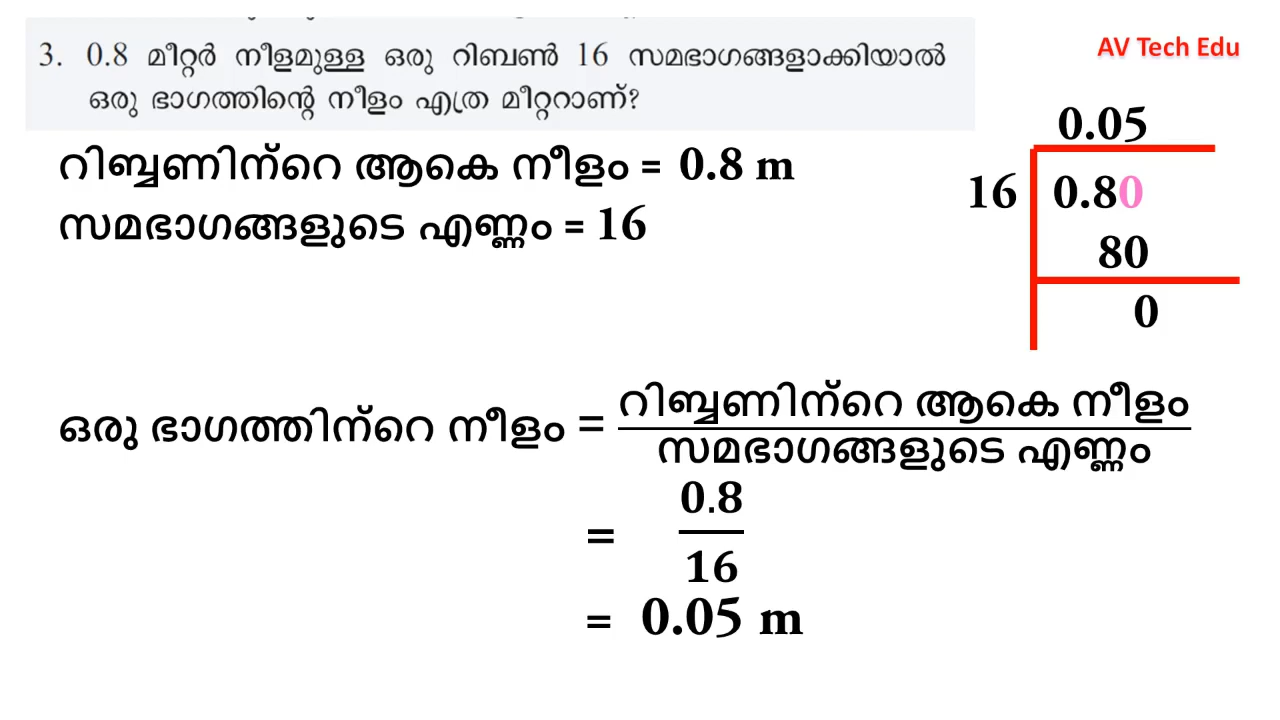 3. 0.8 മീറ്റർ നീളമുള്ള ഒരു റിബൺ 16 സമഭാഗങ്ങളാക്കിയാൽ
ഒരു ഭാഗത്തിന്റെ നീളം എത്ര മീറ്ററാണ്?
AV Tech Edu
റിബ്ബണിന്റെ ആകെ നീളം = 0.8 m
സമഭാഗങ്ങളുടെ എണ്ണം = 16
0.05
16 0.80
80
0
ഒരു ഭാഗത്തിന്റെ നീളം = റിബ്ബണിന്റെ ആകെ നീളം
സമഭാഗങ്ങളുടെ എണ്ണം
0.8
=
16
= 0.05 m